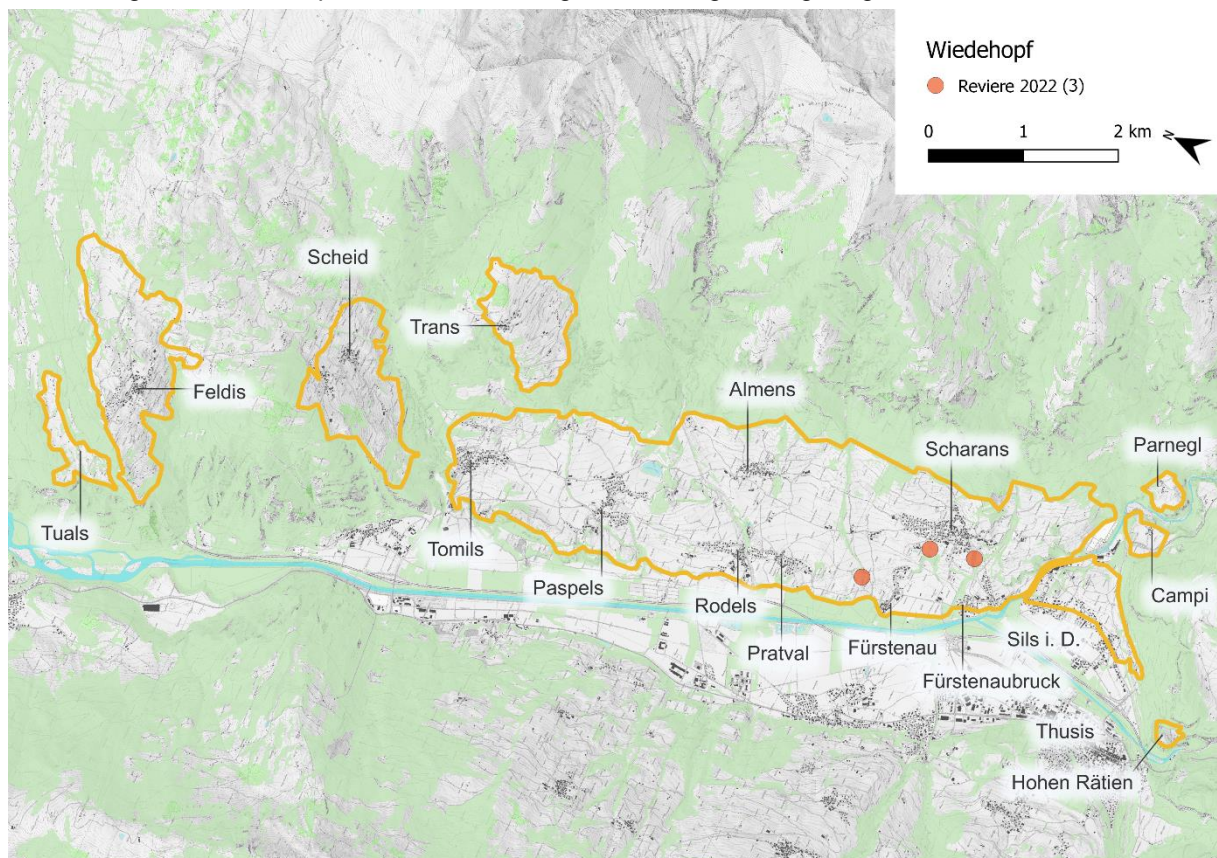 Wiedehopf
Reviere 2022 (3)
0 1 2 km
N
Scheid
Trans
Feldis
Almens
Scharans
Parnegl
Tuals
Tomils
Paspels
Rodels
Campi
Pratval
Fürstenau
Sils i. D.
Fürstenaubruck
Thusis
Hohen Rätien